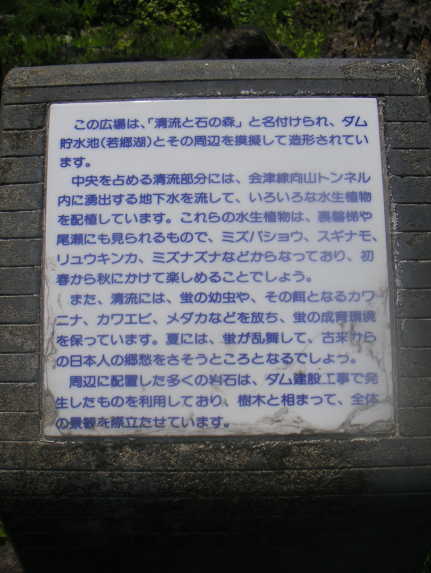 この広場は、「清流と石の森」と名付けられ、ダム
貯水池(若郷湖)とその周辺を模擬して造形されてい
ます。
中央を占める清流部分には、会津線向山トンネル
内に湧出する地下水を流して、いろいろな水生植物
を配植しています。これらの水生植物は、裏磐梯や
尾瀬にも見られるもので、ミズバショウ、スギナモ、
リュウキンカ、ミズナズナなどからなっており、初
春から秋にかけて楽しめることでしょう。
また、清流には、蛍の幼虫や、その餌となるカワ
ニナ、カワエビ、メダカなどを放ち、蛍の成育環境
を保っています。夏には、蛍が乱舞して、古来から
の日本人の郷愁をさそうところとなるでしょう。
周辺に配置した多くの岩石は、ダム建設工事で発
生したものを利用しており、樹木と相まって、全体
の景観を際立たせています。